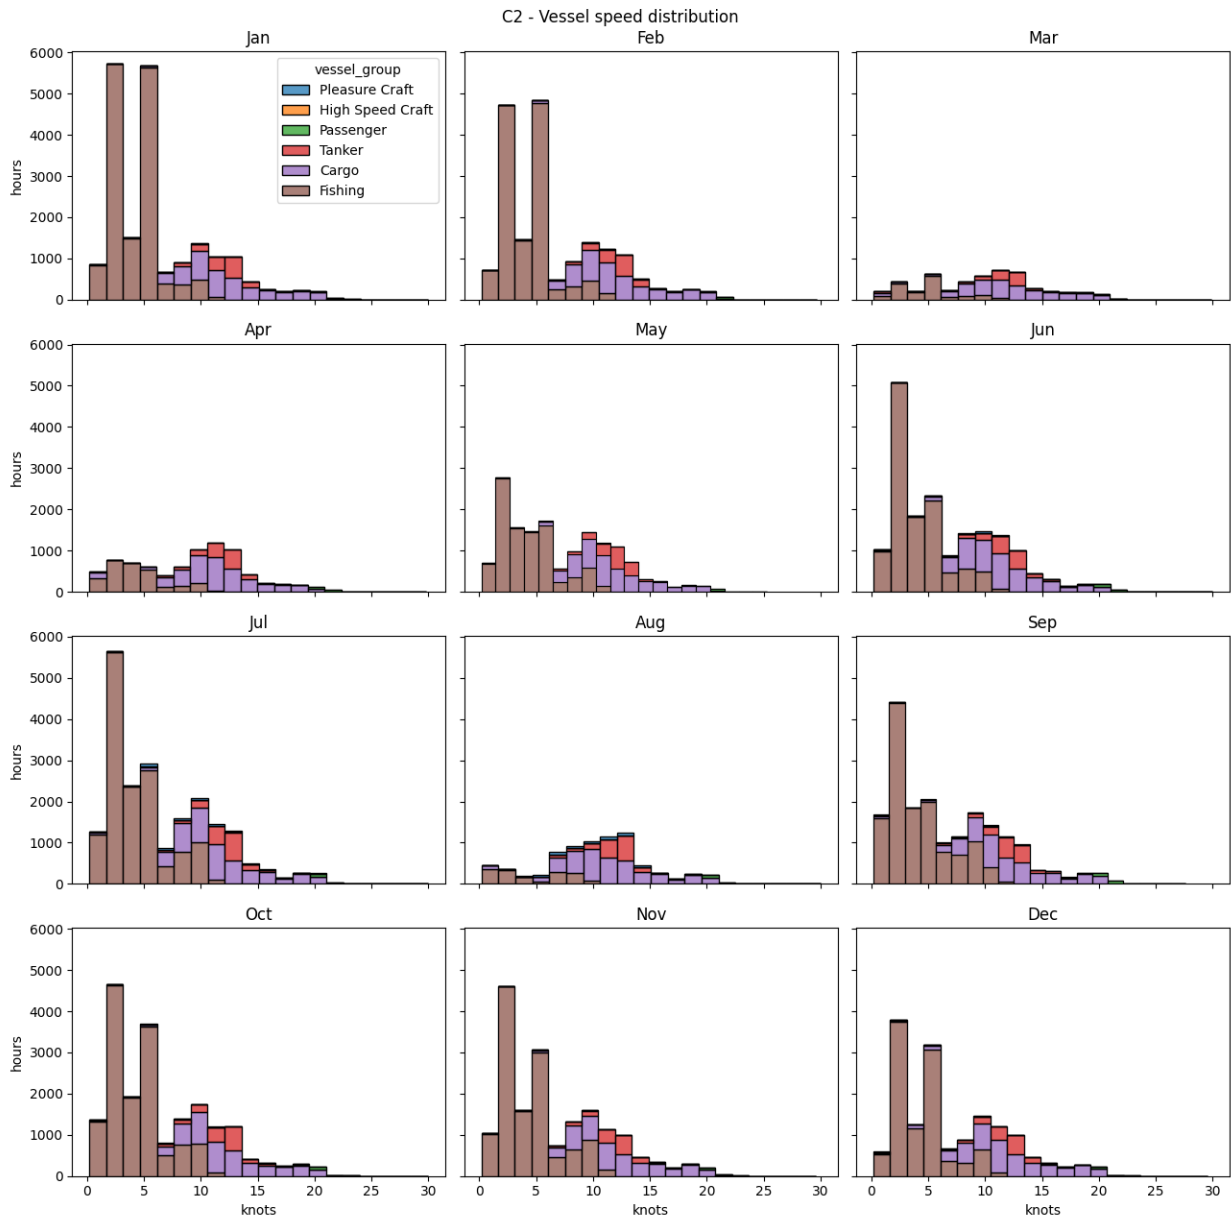 C2 - Vessel speed distribution
Jan Feb Mar
6000
5000
4000
3000
2000
1000
0
hours
vessel_group
Pleasure Craft
High Speed Craft
Passenger
Tanker
Cargo
Fishing
Apr May Jun
6000
5000
4000
3000
2000
1000
0
hours
Jul Aug Sep
6000
5000
4000
3000
2000
1000
0
hours
Oct Nov Dec
6000
5000
4000
3000
2000
1000
0
hours
0 5 10 15 20 25 30 0 5 10 15 20 25 30 0 5 10 15 20 25 30
knots knots knots